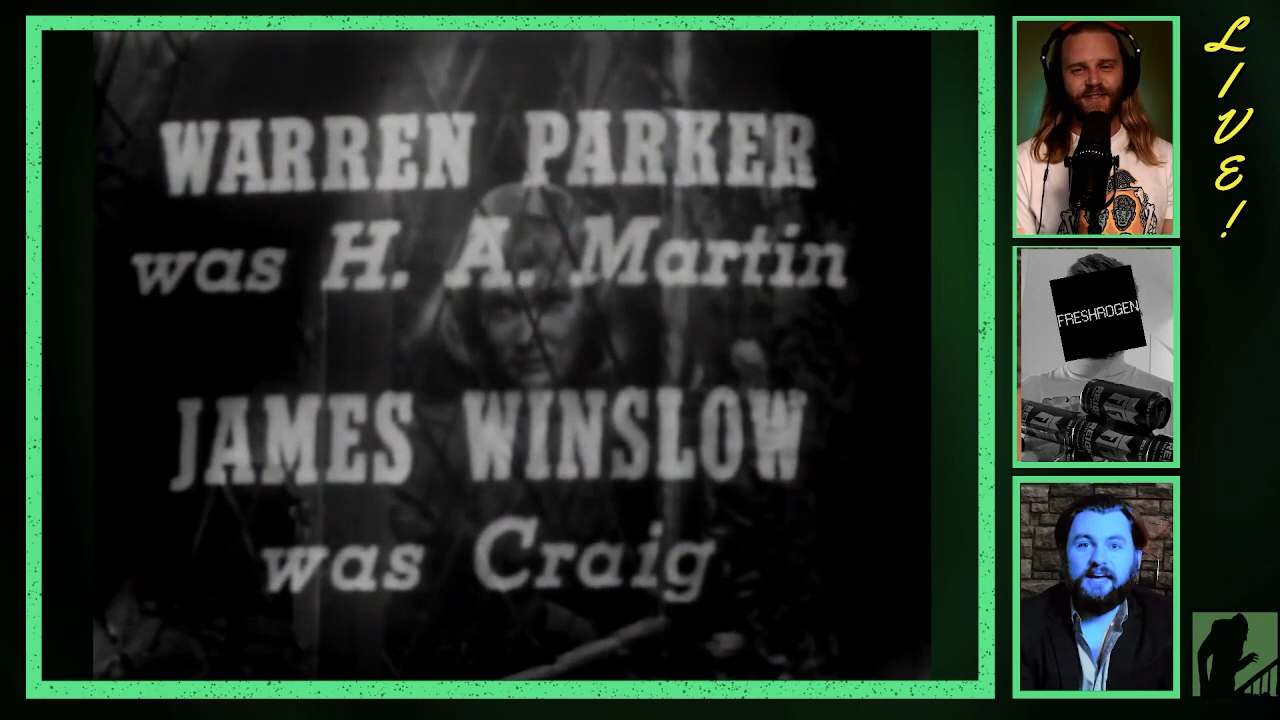 WARREN PARKER
was H. A. Martin
JAMES WINSLOW
was Craig
LIVE!
FRESHROGEN